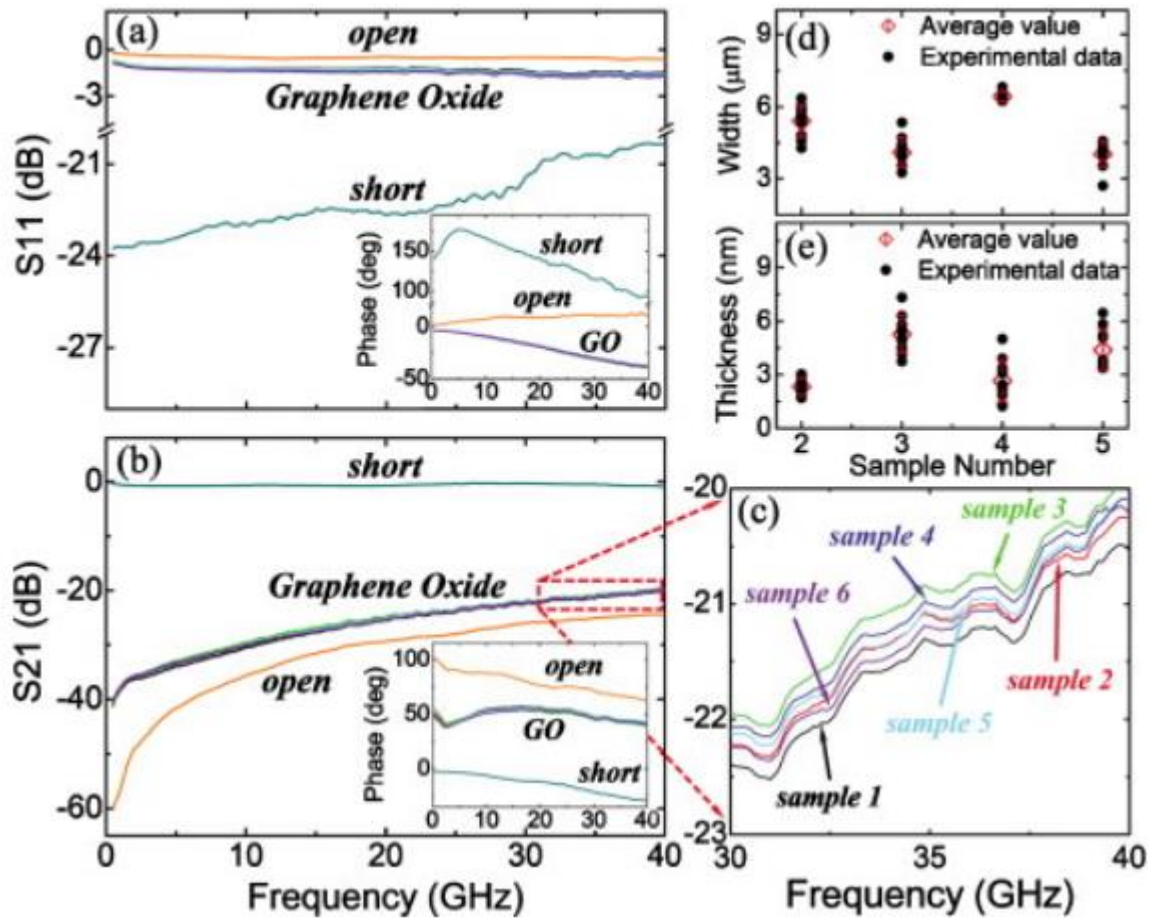 (a)
open
Graphene Oxide
short
0
-3
-21
-24
-27
S11 (dB)
150
100
0
-50
Phase (deg)
short
open
GO
0 10 20 30 40
(b)
short
Graphene Oxide
open
0
-20
-40
-60
S21 (dB)
100
50
0
Phase (deg)
open
GO
short
0 10 20 30 40
0 10 20 30 40
Frequency (GHz)
(d)
Average value
Experimental data
9
6
3
Width (μm)
(e)
Average value
Experimental data
9
6
3
0
Thickness (nm)
2 3 4 5
Sample Number
(c)
sample 3
sample 4
sample 6
sample 2
sample 5
sample 1
-20
-21
-22
-23
30 35 40
Frequency (GHz)